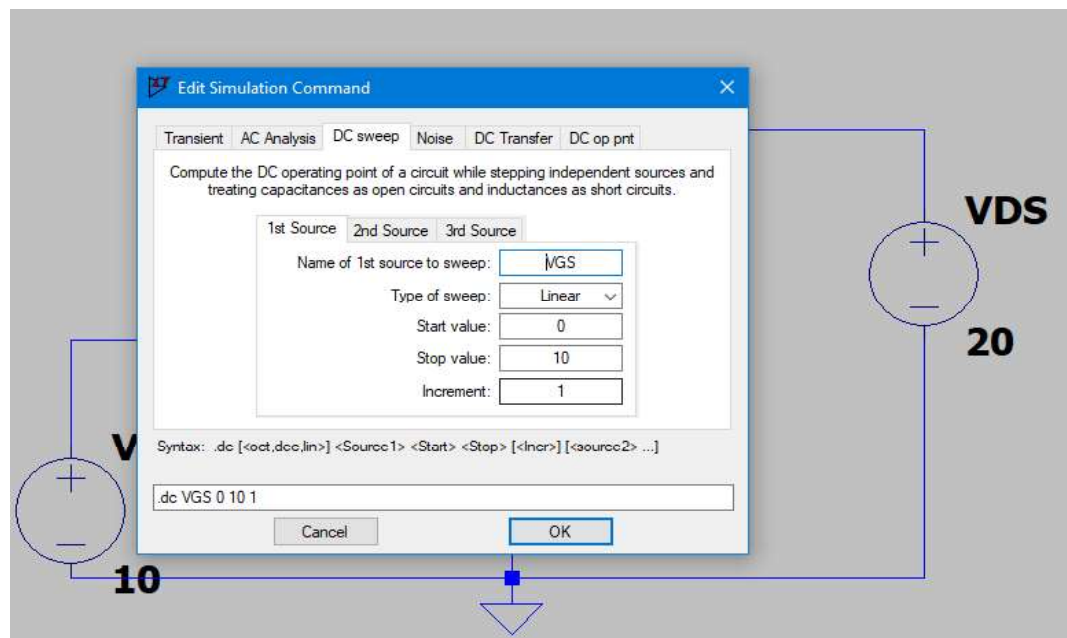 Edit Simulation Command
Transient AC Analysis DC sweep Noise DC Transfer DC op pnt
Compute the DC operating point of a circuit while stepping independent sources and
treating capacitances as open circuits and inductances as short circuits.
1st Source 2nd Source 3rd Source
Name of 1st source to sweep: VGS
Type of sweep: Linear
Start value: 0
Stop value: 10
Increment: 1
Syntax: .dc [<oct,dec,lin>] <Source1> <Start> <Stop> [<Incr>] [<source2> ...]
.dc VGS 0 10 1
Cancel OK
VDS
20
V
10